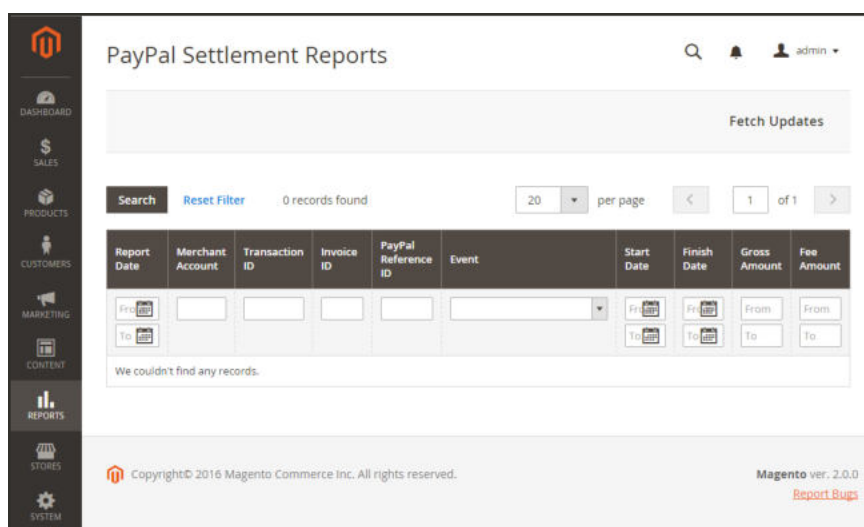 PayPal Settlement Reports
admin
DASHBOARD
Fetch Updates
SALES
Search Reset Filter 0 records found 20 per page 1 of 1
PRODUCTS
Report Date Merchant Account Transaction ID Invoice ID PayPal Reference ID Event Start Date Finish Date Gross Amount Fee Amount
CUSTOMERS
MARKETING
From From
To To To To To
CONTENT
We couldn't find any records.
REPORTS
STORES
Copyright© 2016 Magento Commerce Inc. All rights reserved. Magento ver. 2.0.0
Report Bugs
SYSTEM